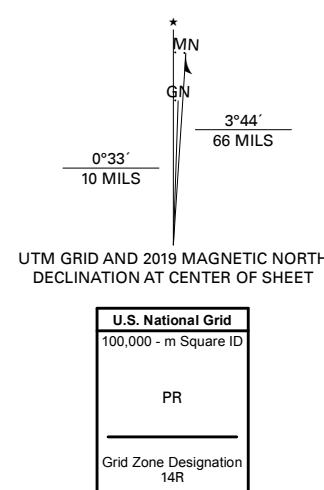 ★
MN
GN
3°44´
66 MILS
0°33´
10 MILS
UTM GRID AND 2019 MAGNETIC NORTH
DECLINATION AT CENTER OF SHEET
U.S. National Grid
100,000 - m Square ID
PR
Grid Zone Designation
14R